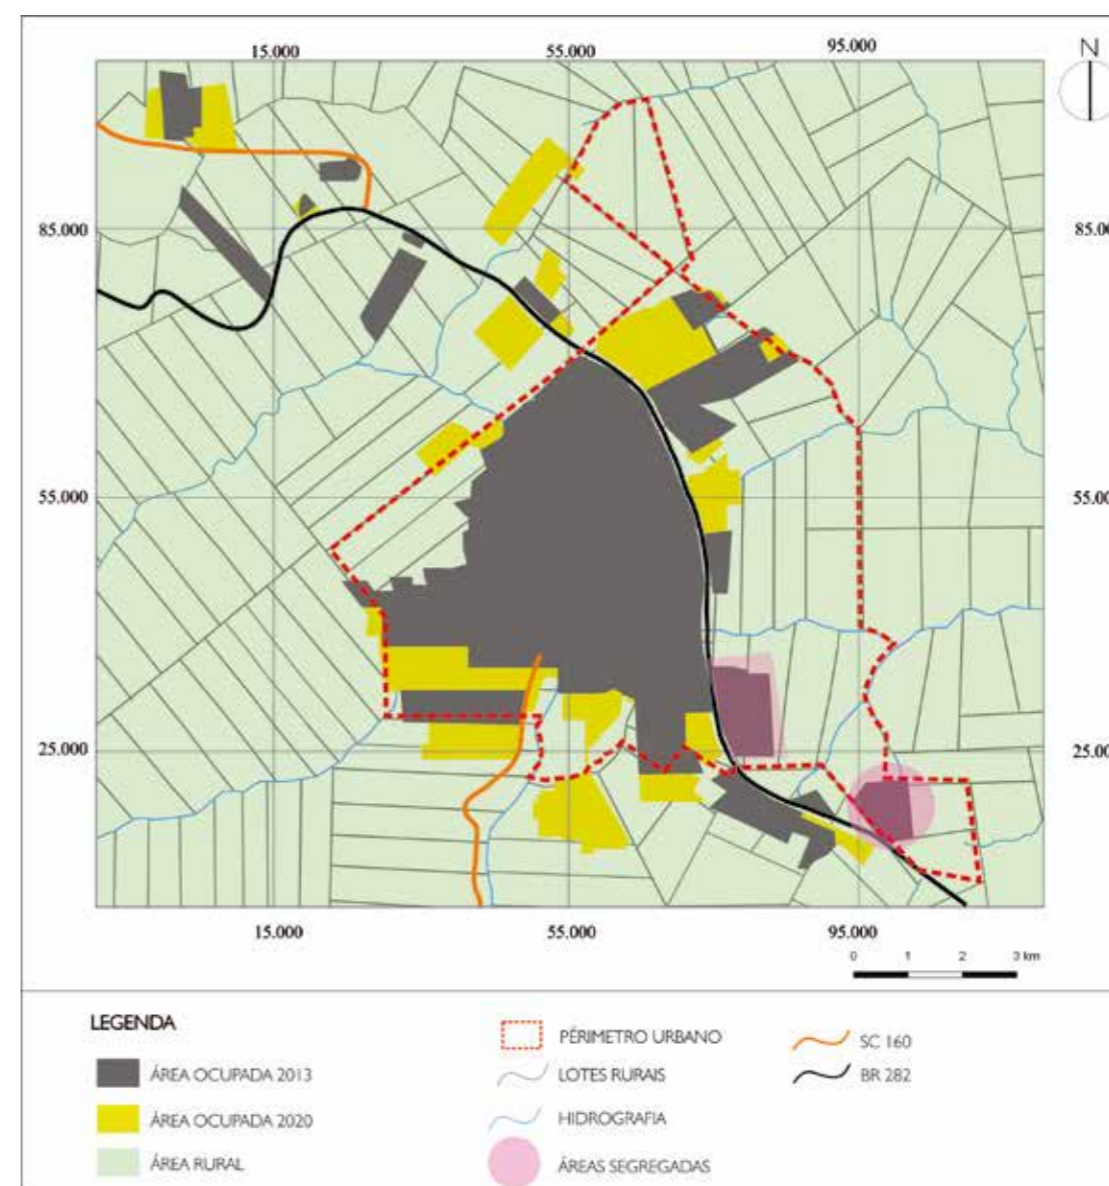 15.000 55.000 95.000 N
85.000 85.00
55.000 55.00
25.000 25.00
15.000 55.000 95.000
0 1 2 3 km
LEGENDA
ÁREA OCUPADA 2013
ÁREA OCUPADA 2020
ÁREA RURAL
PÉRIMETRO URBANO
LOTES RURAIS
HIDROGRAFIA
ÁREAS SEGREGADAS
SC 160
BR 282